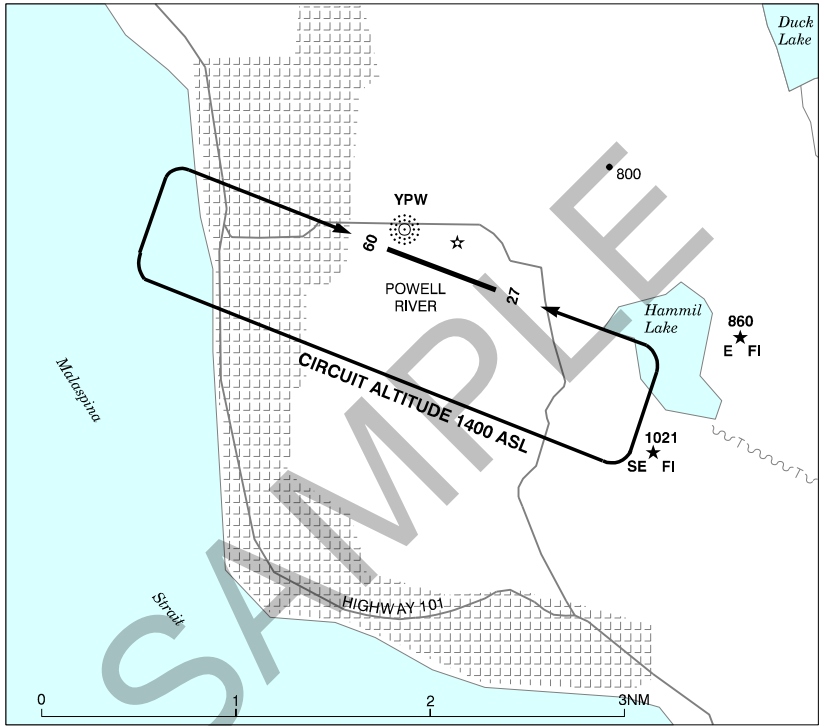 Duck
Lake
800
YPW
09
27
POWELL
RIVER
Hammil
Lake
860
E FI
CIRCUIT ALTITUDE 1400 ASL
1021
SE FI
Malaspina
Strait
HIGHWAY 101
T
T
0 1 2 3NM
SAMPLE